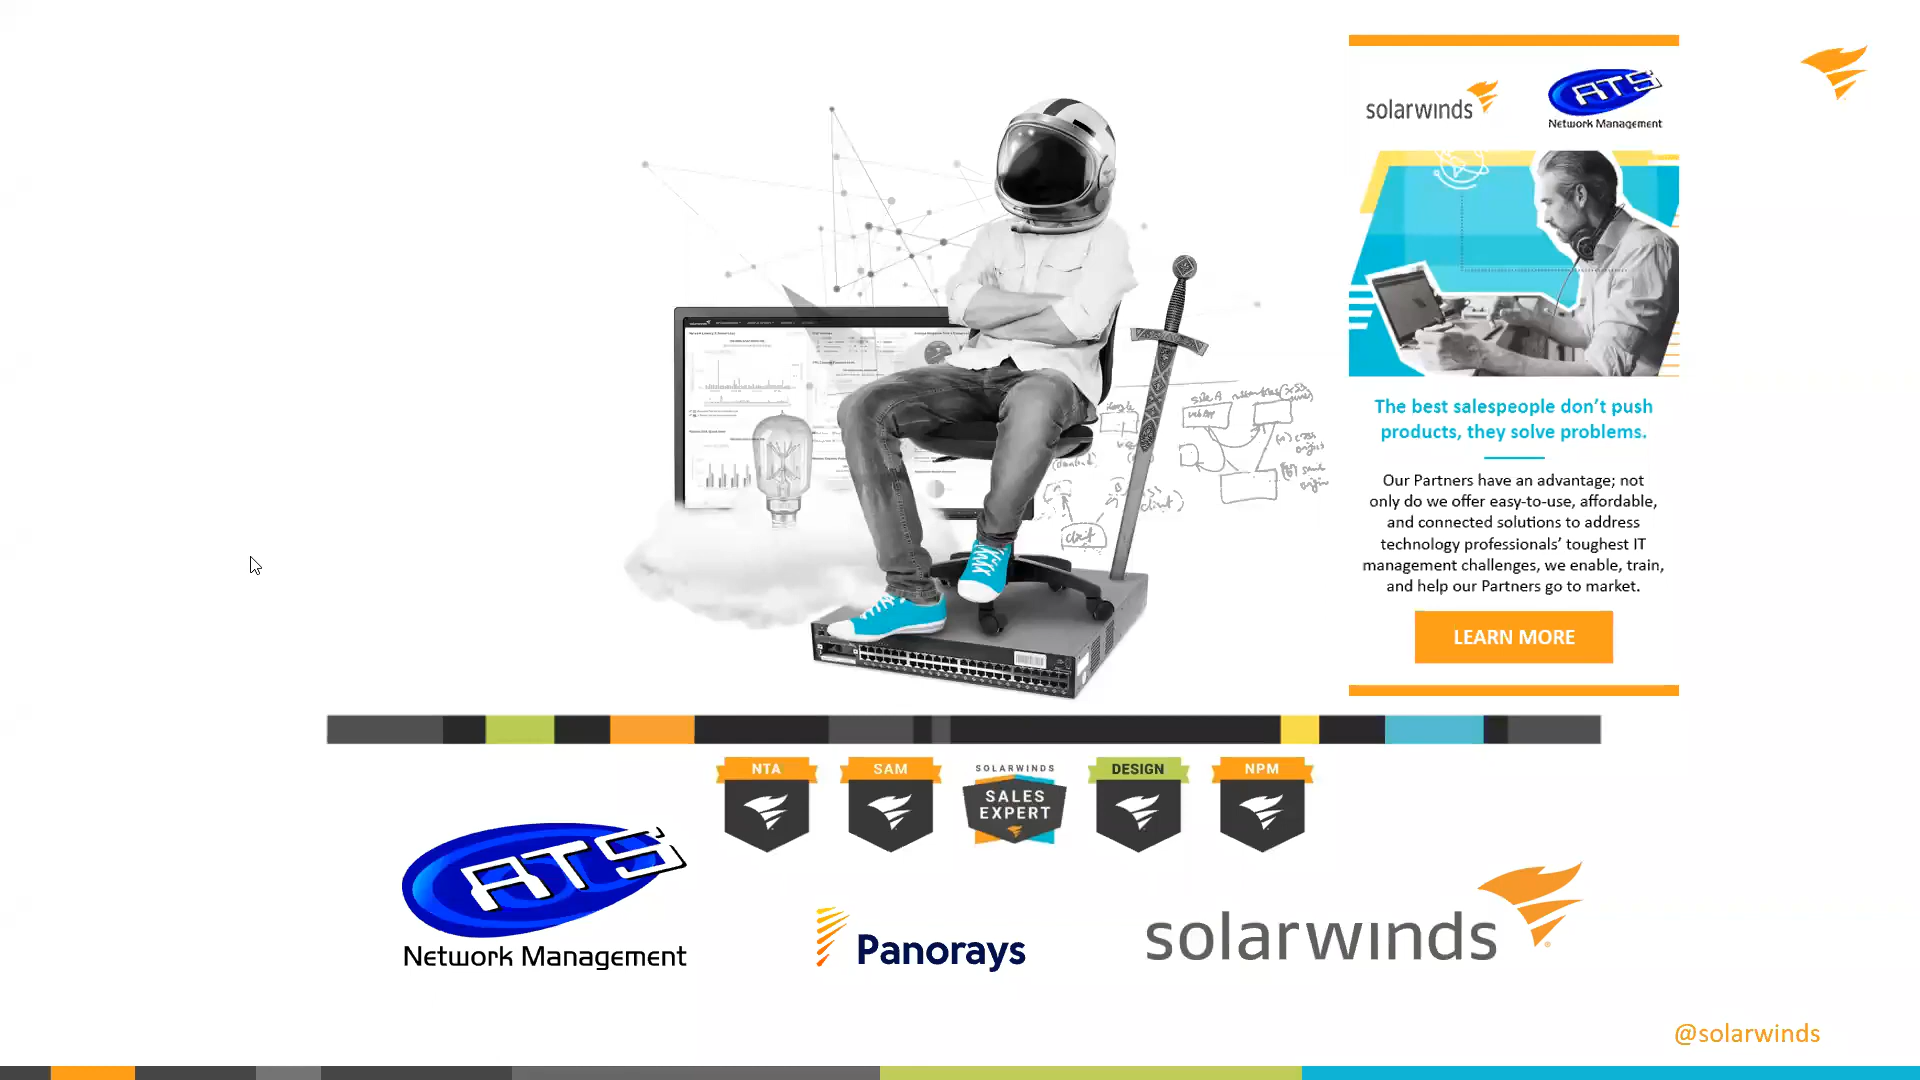 solarwinds
ATS
Network Management
The best salespeople don’t push
products, they solve problems.
Our Partners have an advantage; not
only do we offer easy-to-use, affordable,
and connected solutions to address
technology professionals’ toughest IT
management challenges, we enable, train,
and help our Partners go to market.
LEARN MORE
NTA
SAM
SOLARWINDS
SALES
EXPERT
DESIGN
NPM
ATS
Network Management
Panorays
solarwinds
@solarwinds